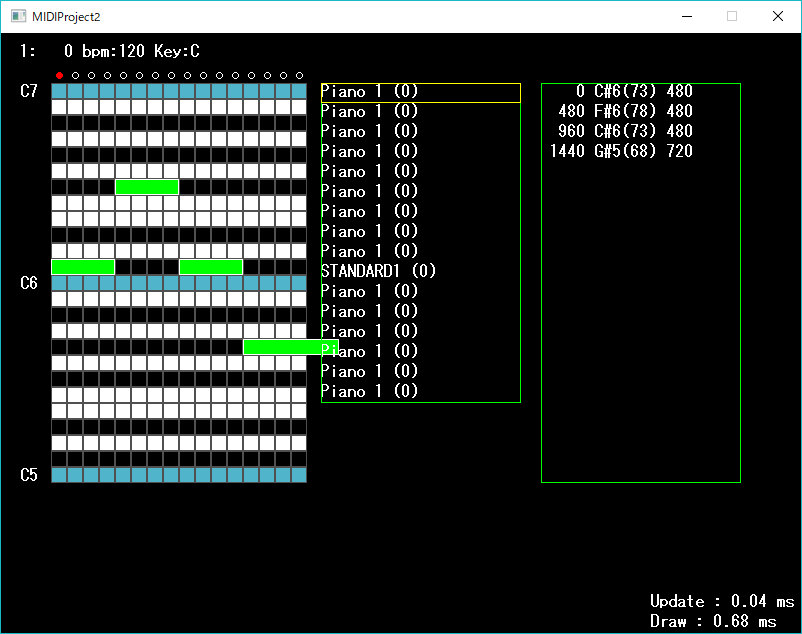 MIDIProject2
1:   0 bpm:120 Key:C
C7
C6
C5
Piano 1 (0)
Piano 1 (0)
Piano 1 (0)
Piano 1 (0)
Piano 1 (0)
Piano 1 (0)
Piano 1 (0)
Piano 1 (0)
Piano 1 (0)
STANDARD1 (0)
Piano 1 (0)
Piano 1 (0)
Piano 1 (0)
Piano 1 (0)
Piano 1 (0)
Piano 1 (0)
0 C#6(73) 480
480 F#6(78) 480
960 C#6(73) 480
1440 G#5(68) 720
Update : 0.04 ms
Draw : 0.68 ms